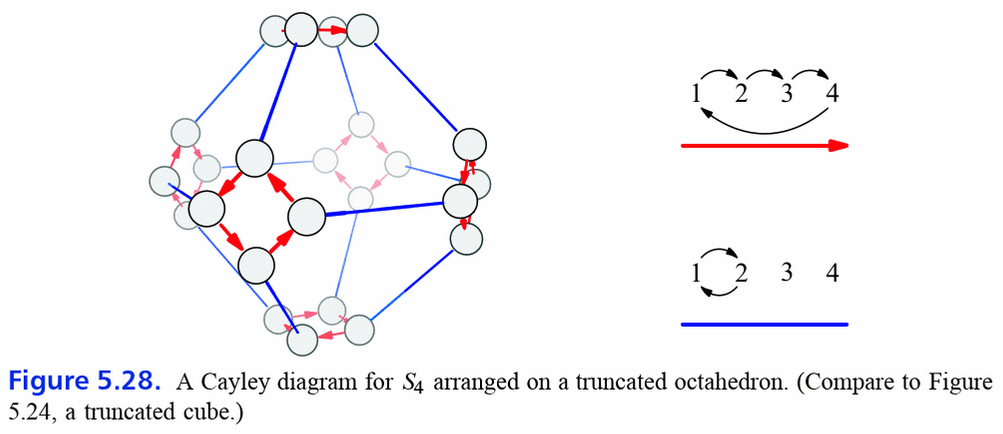 1 2 3 4
1 2 3 4
Figure 5.28. A Cayley diagram for S4 arranged on a truncated octahedron. (Compare to Figure
5.24, a truncated cube.)